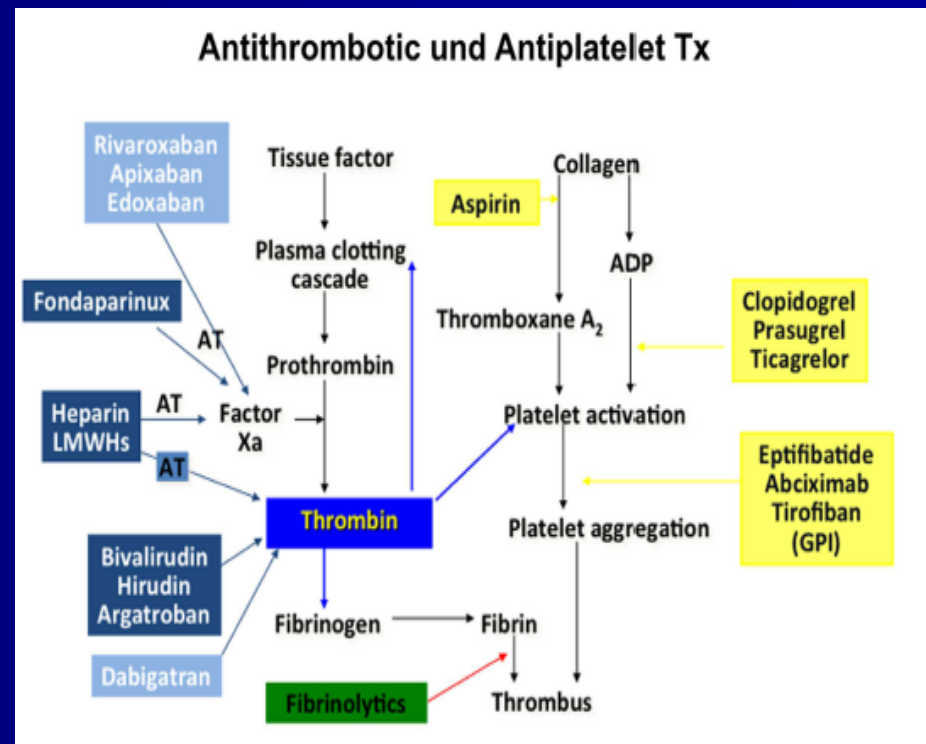 Antithrombotic und Antiplatelet Tx
Rivaroxaban
Apixaban
Edoxaban
Tissue factor
Collagen
Aspirin
Plasma clotting
cascade
ADP
Fondaparinux
AT
Thromboxane A₂
Clopidogrel
Prasugrel
Ticagrelor
Prothrombin
Heparin
LMWHs
AT
AT
Factor
Xa
Platelet activation
Eptifibatide
Abciximab
Tirofiban
(GPI)
Thrombin
Platelet aggregation
Bivalirudin
Hirudin
Argatroban
Fibrinogen
Fibrin
Dabigatran
Fibrinolytics
Thrombus